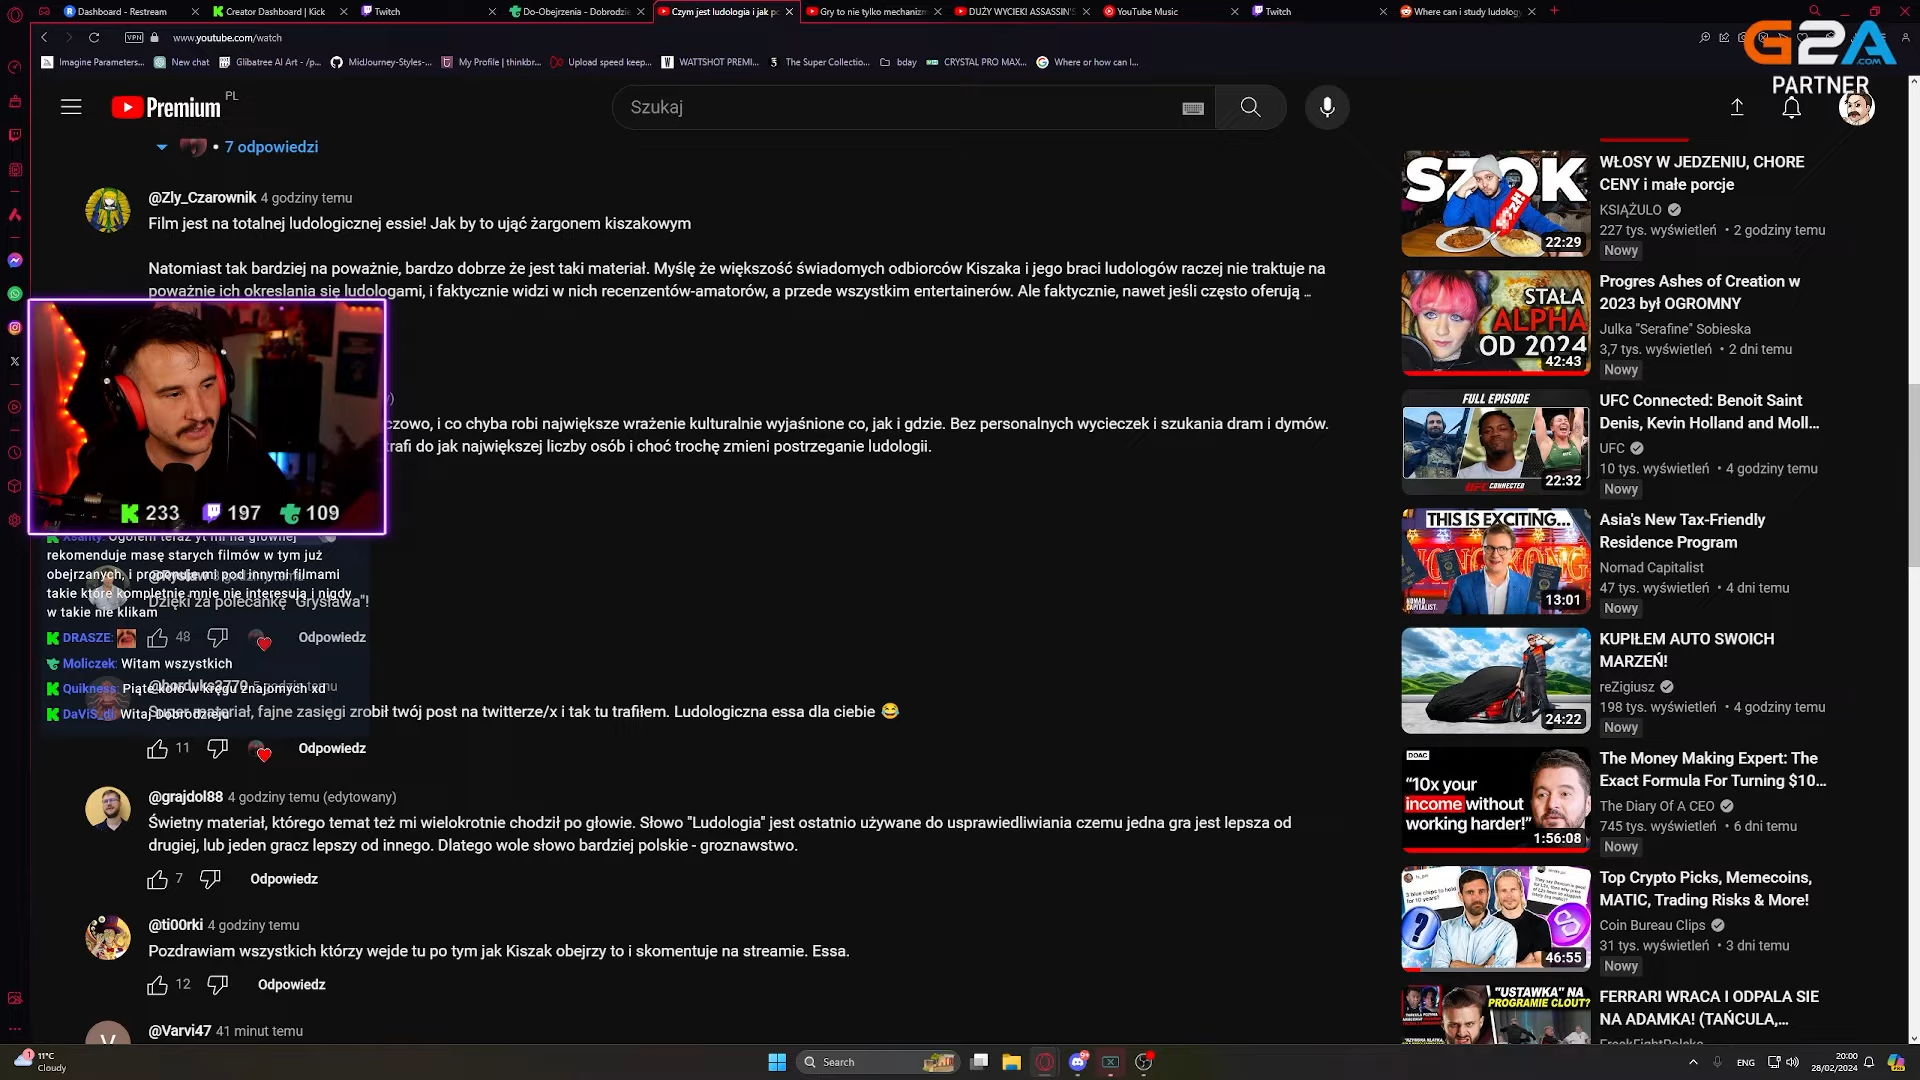 Dashboard - Restream
Creator Dashboard | Kick
Twitch
Do-Obejrzenia - Dobrodzie
Czym jest ludologia i jak p
Gry to nie tylko mechanizm
DUŻY WYCIEK! ASSASSIN'S
YouTube Music
Twitch
Where can i study ludology
VPN
www.youtube.com/watch
Imagine Parameters...
New chat
Glibatree AI Art - /p...
MidJourney-Styles-...
My Profile | thinkbr...
Upload speed keep...
WATTSHOT PREMI...
The Super Collectio...
bday
CRYSTAL PRO MAX...
Where or how can I...
G2A.COM
PARTNER
Premium PL
Szukaj
• 7 odpowiedzi
@Zly_Czarownik 4 godziny temu
Film jest na totalnej ludologicznej essie! Jak by to ująć żargonem kiszakowym
Natomiast tak bardziej na poważnie, bardzo dobrze że jest taki materiał. Myślę że większość świadomych odbiorców Kiszaka i jego braci ludologów raczej nie traktuje na
poważnie ich określania się ludologami, i faktycznie widzi w nich recenzentów-amatorów, a przede wszystkim entertainerów. Ale faktycznie, nawet jeśli często oferują ...
czowo, i co chyba robi największe wrażenie kulturalnie wyjaśnione co, jak i gdzie. Bez personalnych wycieczek i szukania dram i dymów.
rafi do jak największej liczby osób i choć trochę zmieni postrzeganie ludologii.
233 197 109
Xsanty: Ogólem teraz yt mi na głównej
rekomenduje masę starych filmów w tym już
obejrzanych, i proponuje mi pod innymi filmami
takie które kompletnie mnie nie interesują i nigdy
w takie nie klikam
Dzięki za polecankę "Grysława"!
DRASZE:
48
Odpowiedz
Moliczek: Witam wszystkich
Quikness: Piąte koło w kręgu znajomych xd
@borduks3779 5 godzin temu
DaViS_gi: Witaj Dobrodzieju
Super materiał, fajne zasięgi zrobił twój post na twitterze/x i tak tu trafiłem. Ludologiczna essa dla ciebie 😂
11
Odpowiedz
@grajdol88 4 godziny temu (edytowany)
Świetny materiał, którego temat też mi wielokrotnie chodził po głowie. Słowo "Ludologia" jest ostatnio używane do usprawiedliwiania czemu jedna gra jest lepsza od
drugiej, lub jeden gracz lepszy od innego. Dlatego wole słowo bardziej polskie - groznawstwo.
7
Odpowiedz
@ti00rki 4 godziny temu
Pozdrawiam wszystkich którzy wejde tu po tym jak Kiszak obejrzy to i skomentuje na streamie. Essa.
12
Odpowiedz
@Varvi47 41 minut temu
V
SZOK
22:29
WŁOSY W JEDZENIU, CHORE
CENY i małe porcje
KSIĄŻULO
227 tys. wyświetleń • 2 godziny temu
Nowy
STAŁA
ALPHA
OD 2024
42:43
Progres Ashes of Creation w
2023 był OGROMNY
Julka "Serafine" Sobieska
3,7 tys. wyświetleń • 2 dni temu
Nowy
FULL EPISODE
UFC CONNECTED
22:32
UFC Connected: Benoit Saint
Denis, Kevin Holland and Moll...
UFC
10 tys. wyświetleń • 4 godziny temu
Nowy
THIS IS EXCITING...
HONG KONG
NOMAD
CAPITALIST
13:01
Asia's New Tax-Friendly
Residence Program
Nomad Capitalist
47 tys. wyświetleń • 4 dni temu
Nowy
24:22
KUPIŁEM AUTO SWOICH
MARZEŃ!
reZigiusz
198 tys. wyświetleń • 4 godziny temu
Nowy
DOAC
"10x your
income without
working harder!"
1:56:08
The Money Making Expert: The
Exact Formula For Turning $10...
The Diary Of A CEO
745 tys. wyświetleń • 6 dni temu
Nowy
46:55
Top Crypto Picks, Memecoins,
MATIC, Trading Risks & More!
Coin Bureau Clips
31 tys. wyświetleń • 3 dni temu
Nowy
"USTAWKA" NA
PROGRAMIE CLOUT?
FERRARI WRACA I ODPALA SIE
NA ADAMKA! (TAŃCULA,...
FreakFightPolska
11°C
Cloudy
Search
ENG
20:00
28/02/2024